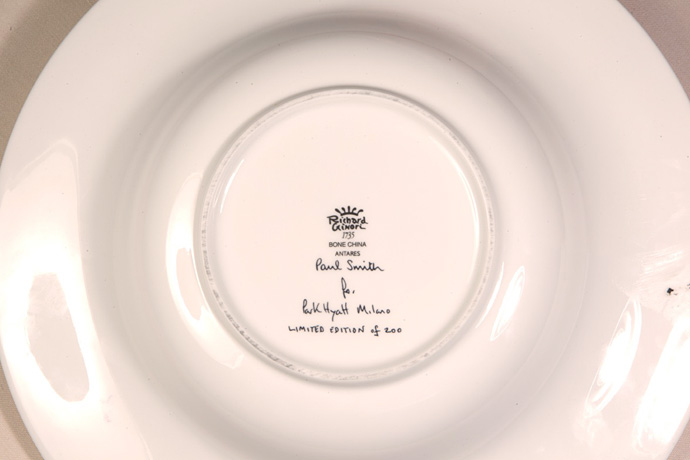 Richard
Ginori
1735
BONE CHINA
ANTARES
Paul Smith
for
Park Hyatt Milano
LIMITED EDITION of 200